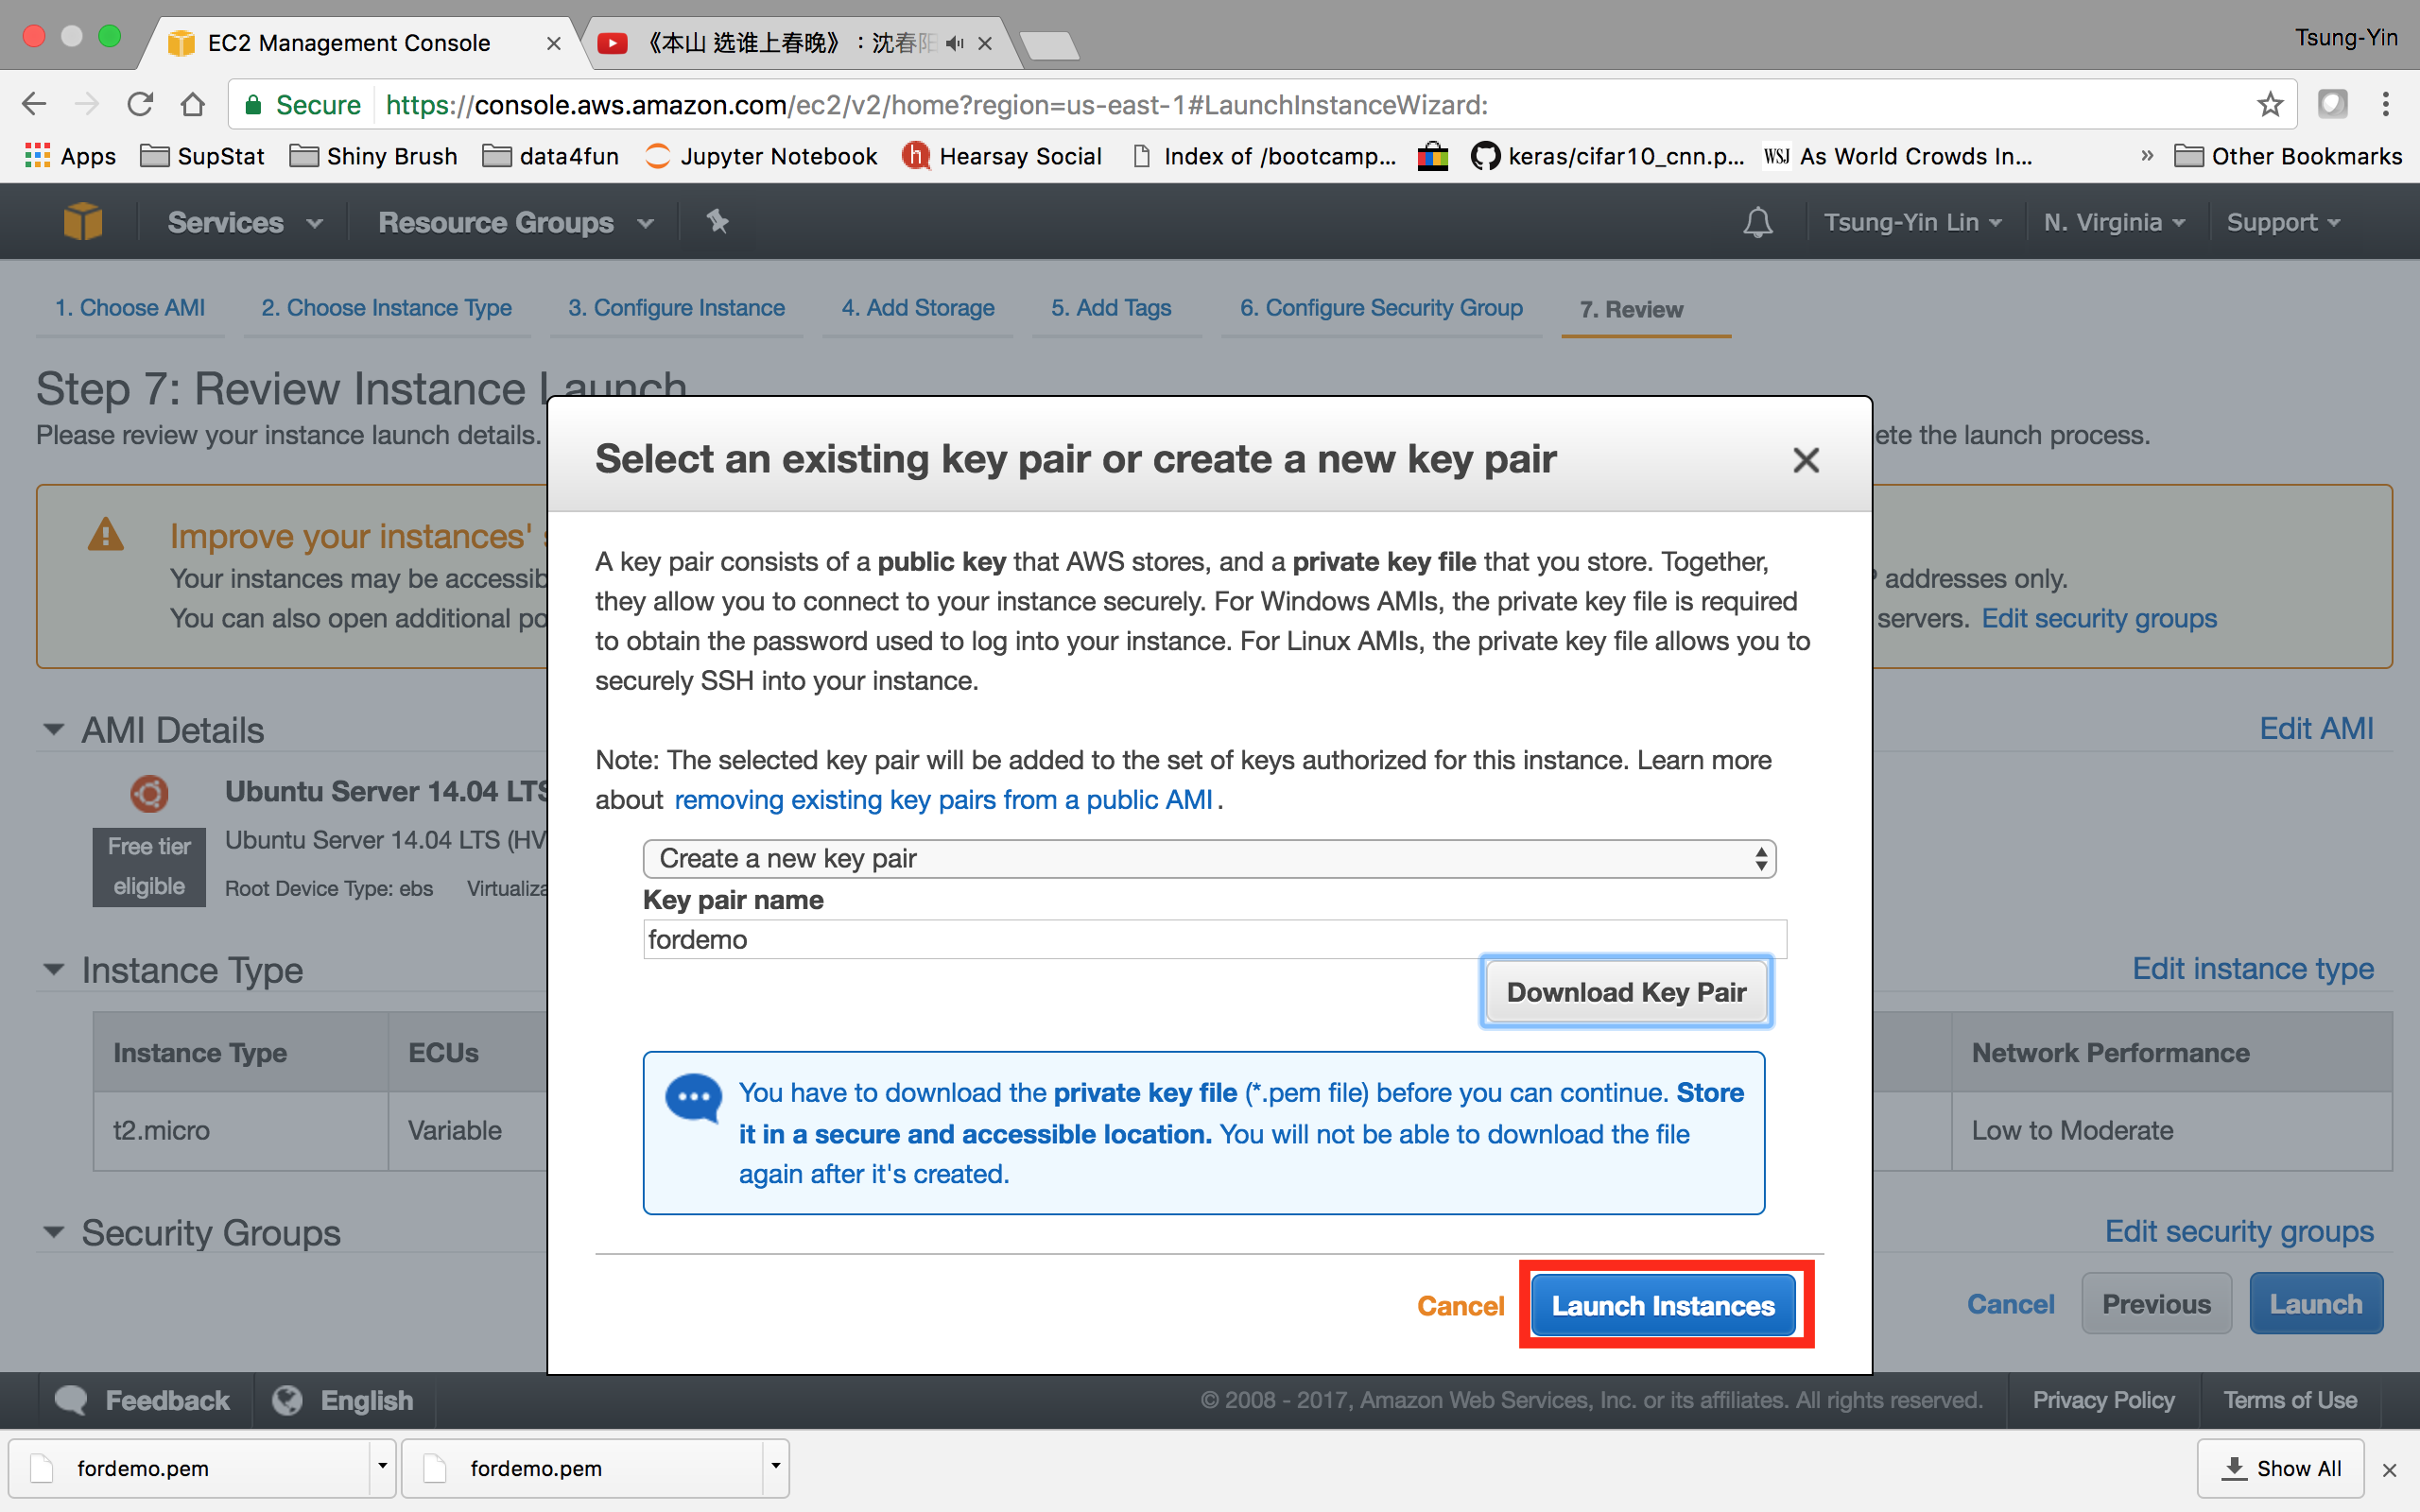 EC2 Management Console
《本山 选谁上春晚》：沈春阳
Tsung-Yin
Secure
https://console.aws.amazon.com/ec2/v2/home?region=us-east-1#LaunchInstanceWizard:
Apps
SupStat
Shiny Brush
data4fun
Jupyter Notebook
h
Hearsay Social
Index of /bootcamp...
keras/cifar10_cnn.p...
WSJ
As World Crowds In...
»
Other Bookmarks
Services
Resource Groups
Tsung-Yin Lin
N. Virginia
Support
1. Choose AMI
2. Choose Instance Type
3. Configure Instance
4. Add Storage
5. Add Tags
6. Configure Security Group
7. Review
Step 7: Review Instance Launch
Please review your instance launch details.
ete the launch process.
Improve your instances' s
Your instances may be accessib
addresses only.
You can also open additional po
servers. Edit security groups
AMI Details
Edit AMI
Ubuntu Server 14.04 LTS
Free tier
eligible
Ubuntu Server 14.04 LTS (HV
Root Device Type: ebs
Virtualiza
Instance Type
Edit instance type
Instance Type
ECUs
Network Performance
t2.micro
Variable
Low to Moderate
Security Groups
Edit security groups
Cancel
Previous
Launch
Select an existing key pair or create a new key pair
A key pair consists of a public key that AWS stores, and a private key file that you store. Together,
they allow you to connect to your instance securely. For Windows AMIs, the private key file is required
to obtain the password used to log into your instance. For Linux AMIs, the private key file allows you to
securely SSH into your instance.
Note: The selected key pair will be added to the set of keys authorized for this instance. Learn more
about removing existing key pairs from a public AMI .
Create a new key pair
Key pair name
fordemo
Download Key Pair
You have to download the private key file (*.pem file) before you can continue. Store
it in a secure and accessible location. You will not be able to download the file
again after it's created.
Cancel
Launch Instances
Feedback
English
© 2008 - 2017, Amazon Web Services, Inc. or its affiliates. All rights reserved.
Privacy Policy
Terms of Use
fordemo.pem
fordemo.pem
Show All